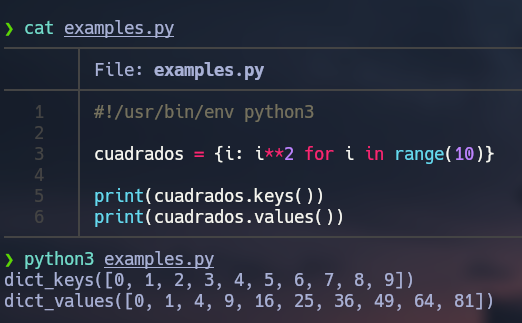 ❯ cat examples.py
File: examples.py
1 #!/usr/bin/env python3
2
3 cuadrados = {i: i**2 for i in range(10)}
4
5 print(cuadrados.keys())
6 print(cuadrados.values())
❯ python3 examples.py
dict_keys([0, 1, 2, 3, 4, 5, 6, 7, 8, 9])
dict_values([0, 1, 4, 9, 16, 25, 36, 49, 64, 81])